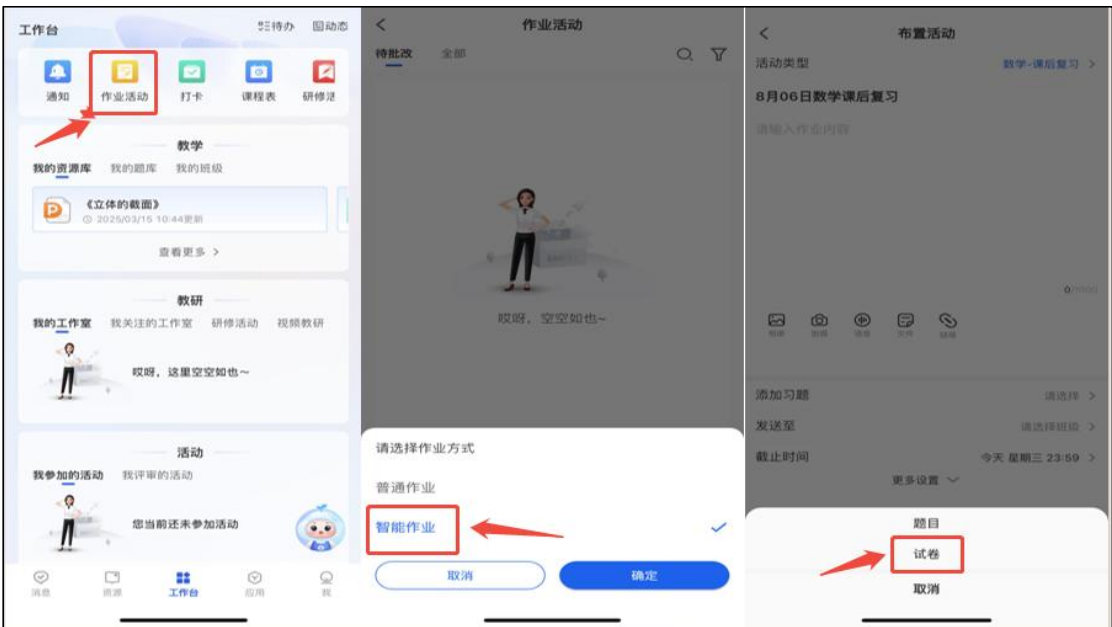 工作台
待办
动态
通知
作业活动
打卡
课程表
研修活
教学
我的资源库 我的题库 我的班级
《立体的截面》
2025/03/15 10:44更新
查看更多 >
教研
我的工作室 我关注的工作室 研修活动 视频教研
哎呀，这里空空如也~
活动
我参加的活动 我评审的活动
您当前还未参加活动
消息 资源 工作台 应用 我
作业活动
待批改 全部
哎呀，空空如也~
请选择作业方式
普通作业
智能作业
取消 确定
布置活动
活动类型 数学-课后复习 >
8月06日数学课后复习
请输入作业内容
添加习题 请选择 >
发送至 请选择班级 >
截止时间 今天 星期三 23:59 >
更多设置
题目
试卷
取消